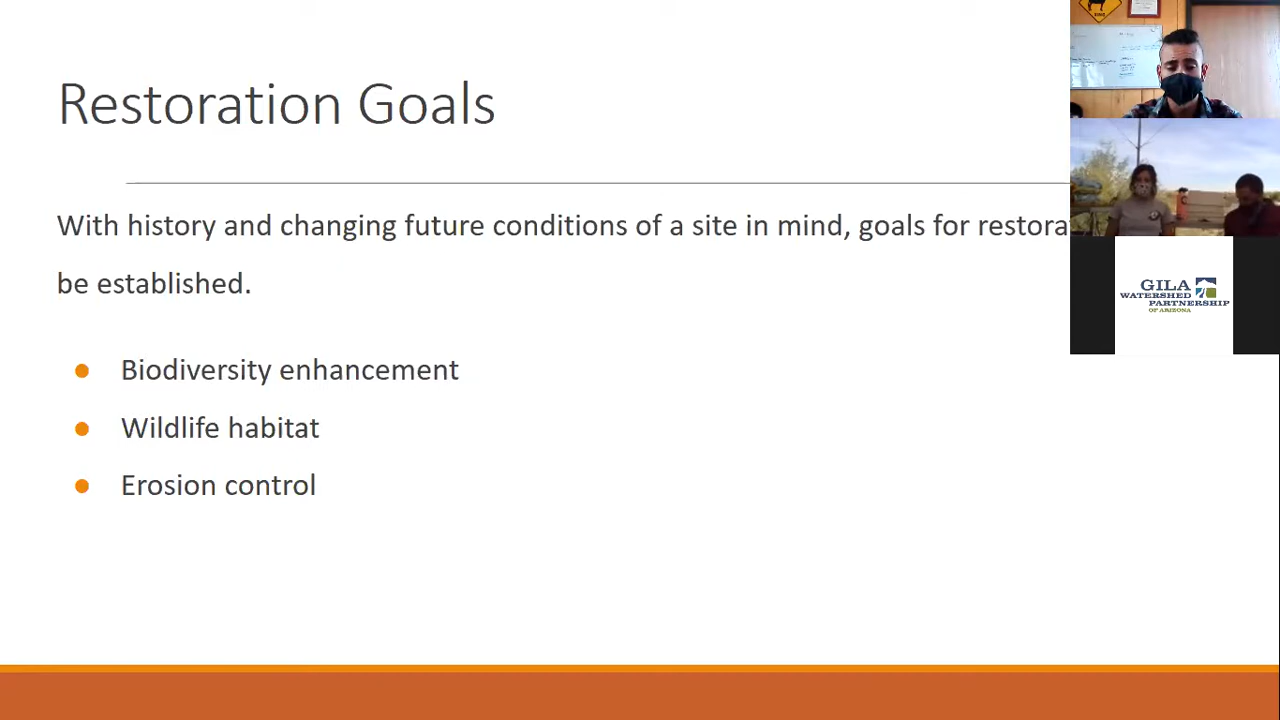 Restoration Goals
With history and changing future conditions of a site in mind, goals for restora
be established.
● Biodiversity enhancement
● Wildlife habitat
● Erosion control
GILA
WATERSHED
PARTNERSHIP
OF ARIZONA